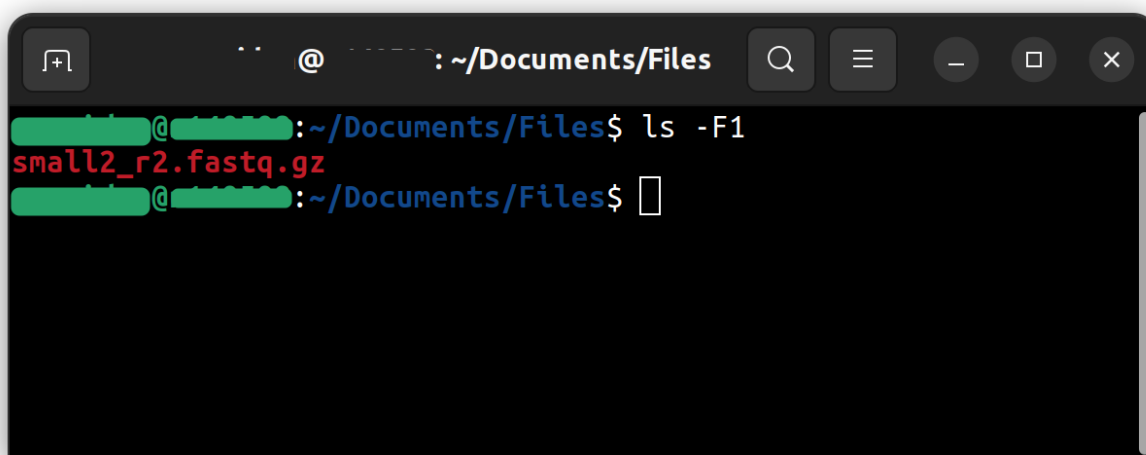 @ : ~/Documents/Files
@ :~/Documents/Files$ ls -F1
small2_r2.fastq.gz
@ :~/Documents/Files$